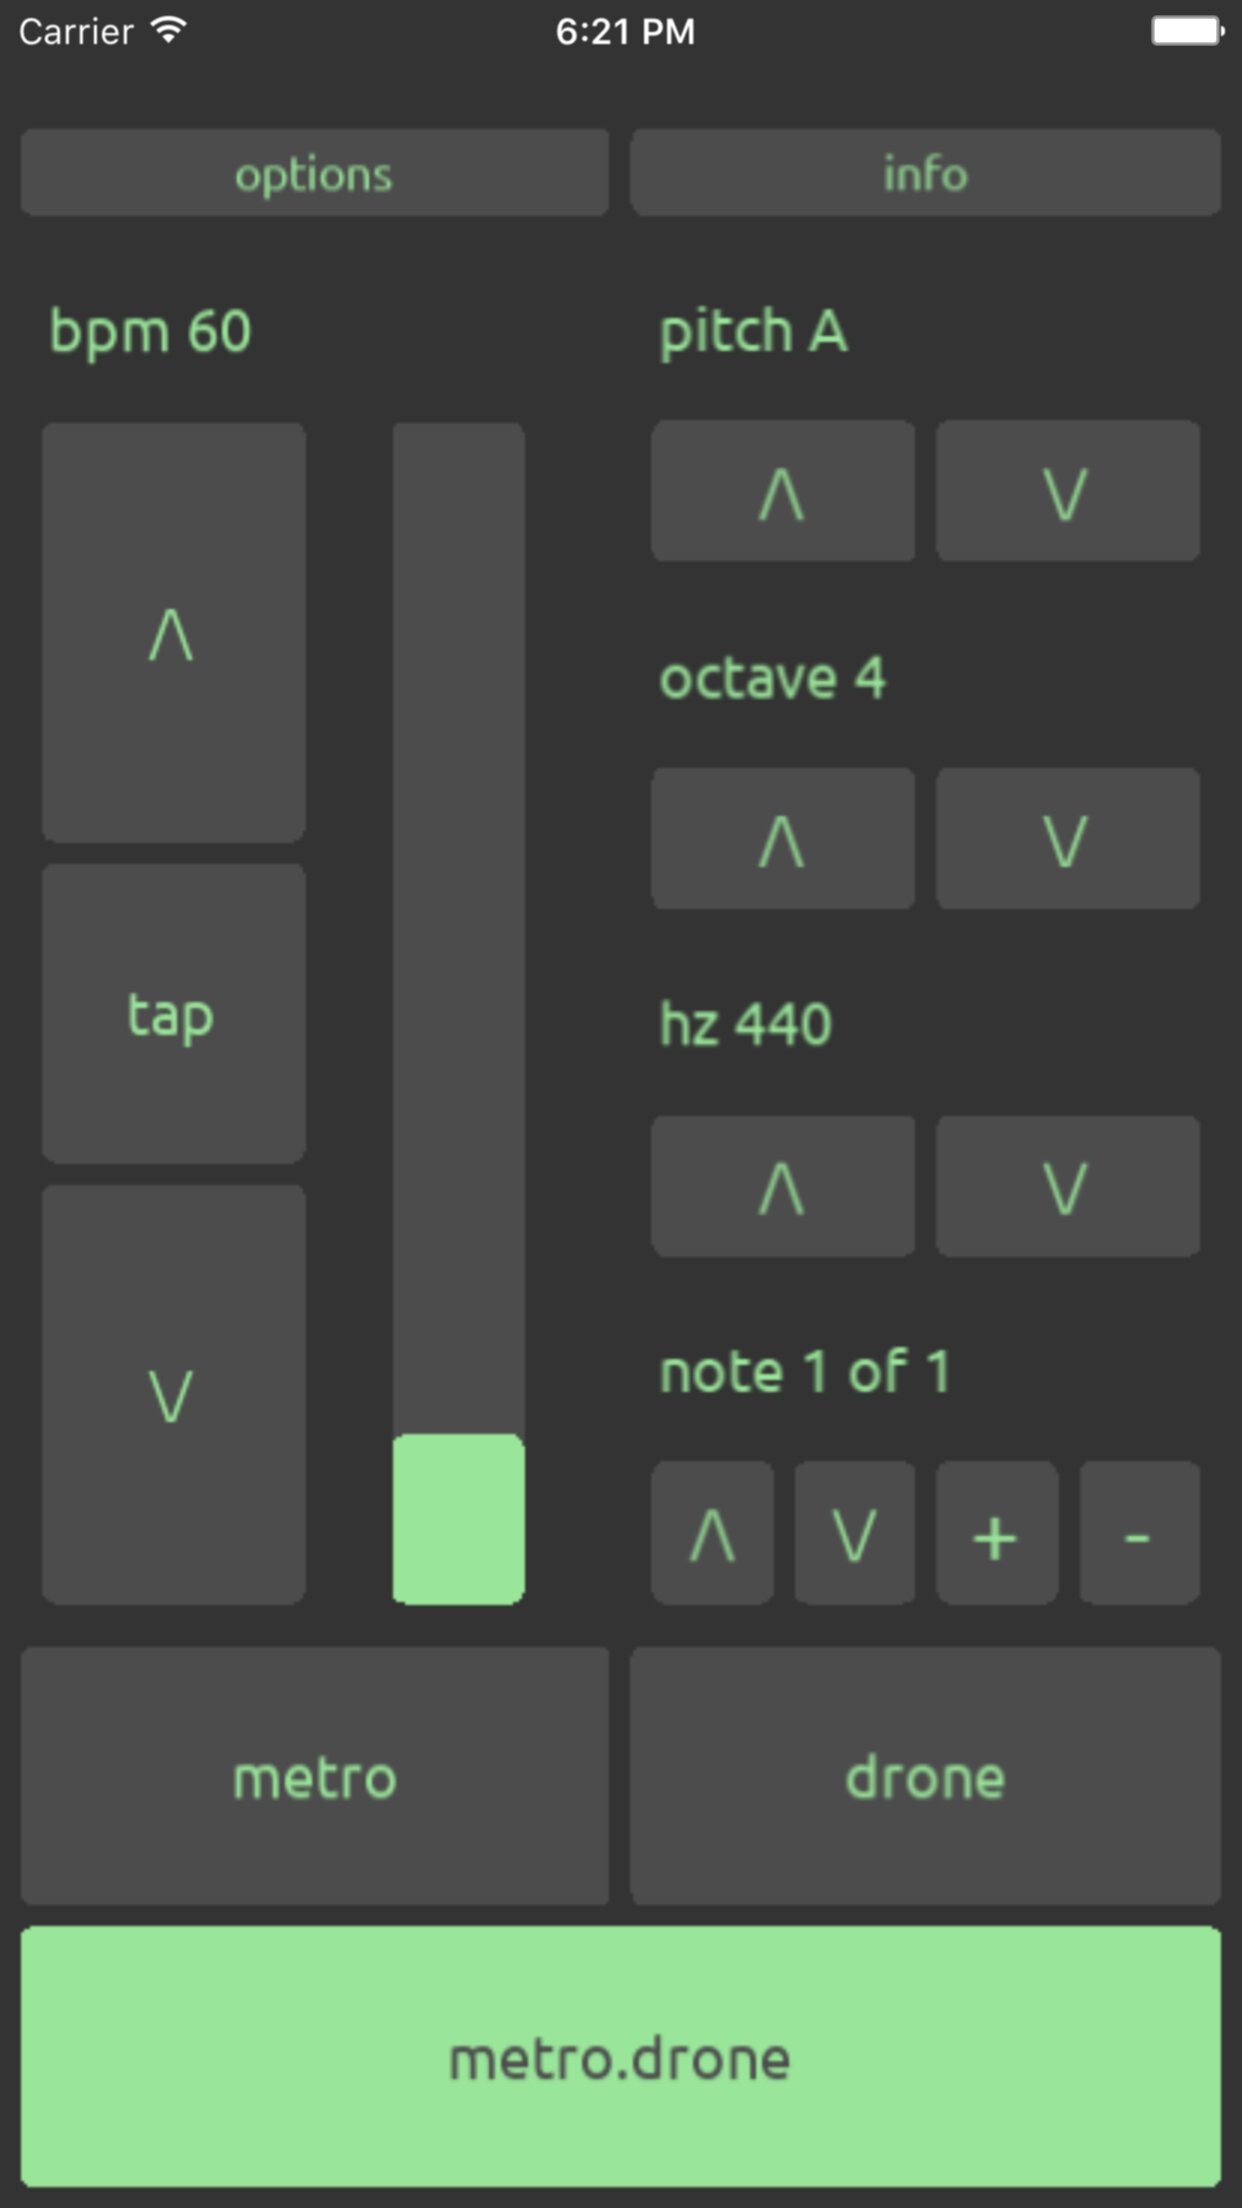 Carrier 6:21 PM
options info
bpm 60
pitch A
Λ V
Λ
octave 4
Λ V
tap
hz 440
Λ V
V
note 1 of 1
Λ V + -
metro drone
metro.drone